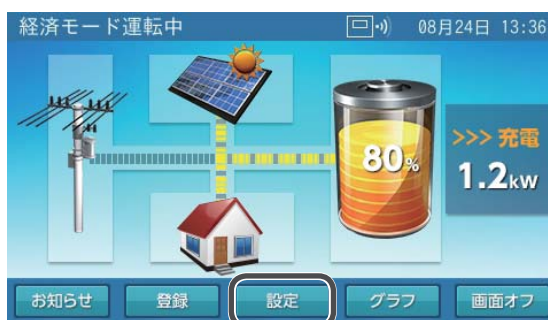 経済モード運転中 08月24日 13:36
80%
>>> 充電
1.2kw
お知らせ 登録 設定 グラフ 画面オフ